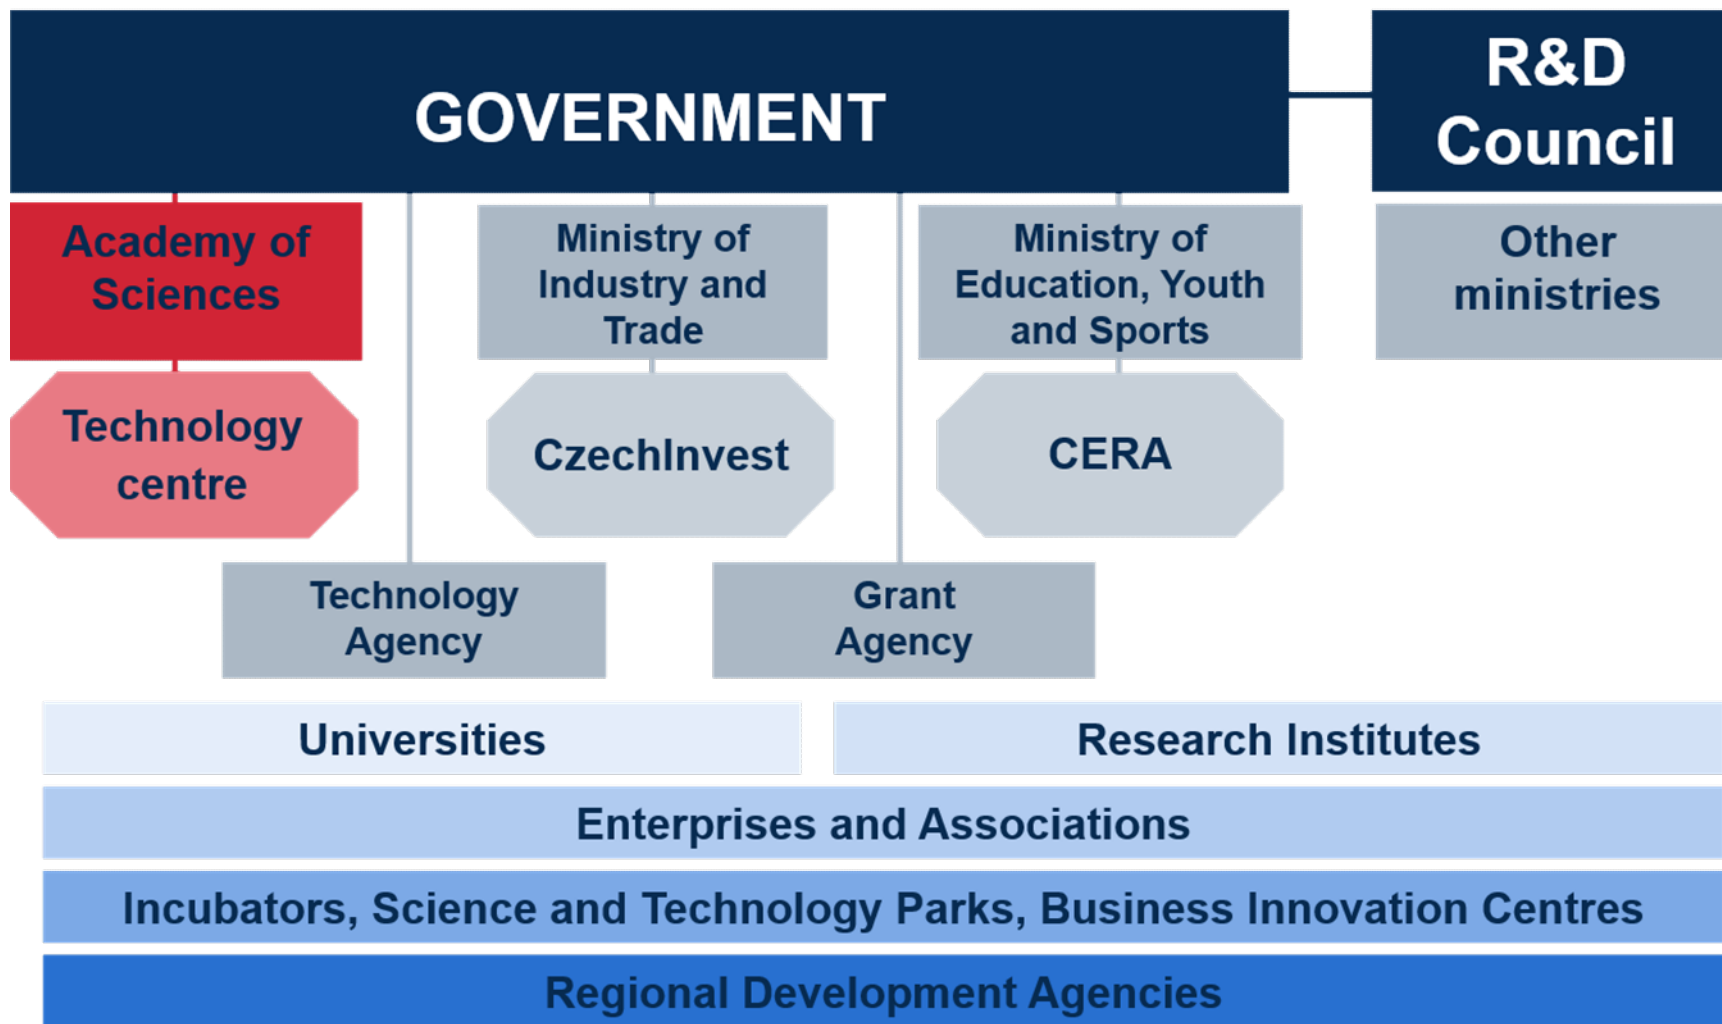 GOVERNMENT
R&D
Council
Academy of
Sciences
Ministry of
Industry and
Trade
Ministry of
Education, Youth
and Sports
Other
ministries
Technology
centre
CzechInvest
CERA
Technology
Agency
Grant
Agency
Universities
Research Institutes
Enterprises and Associations
Incubators, Science and Technology Parks, Business Innovation Centres
Regional Development Agencies